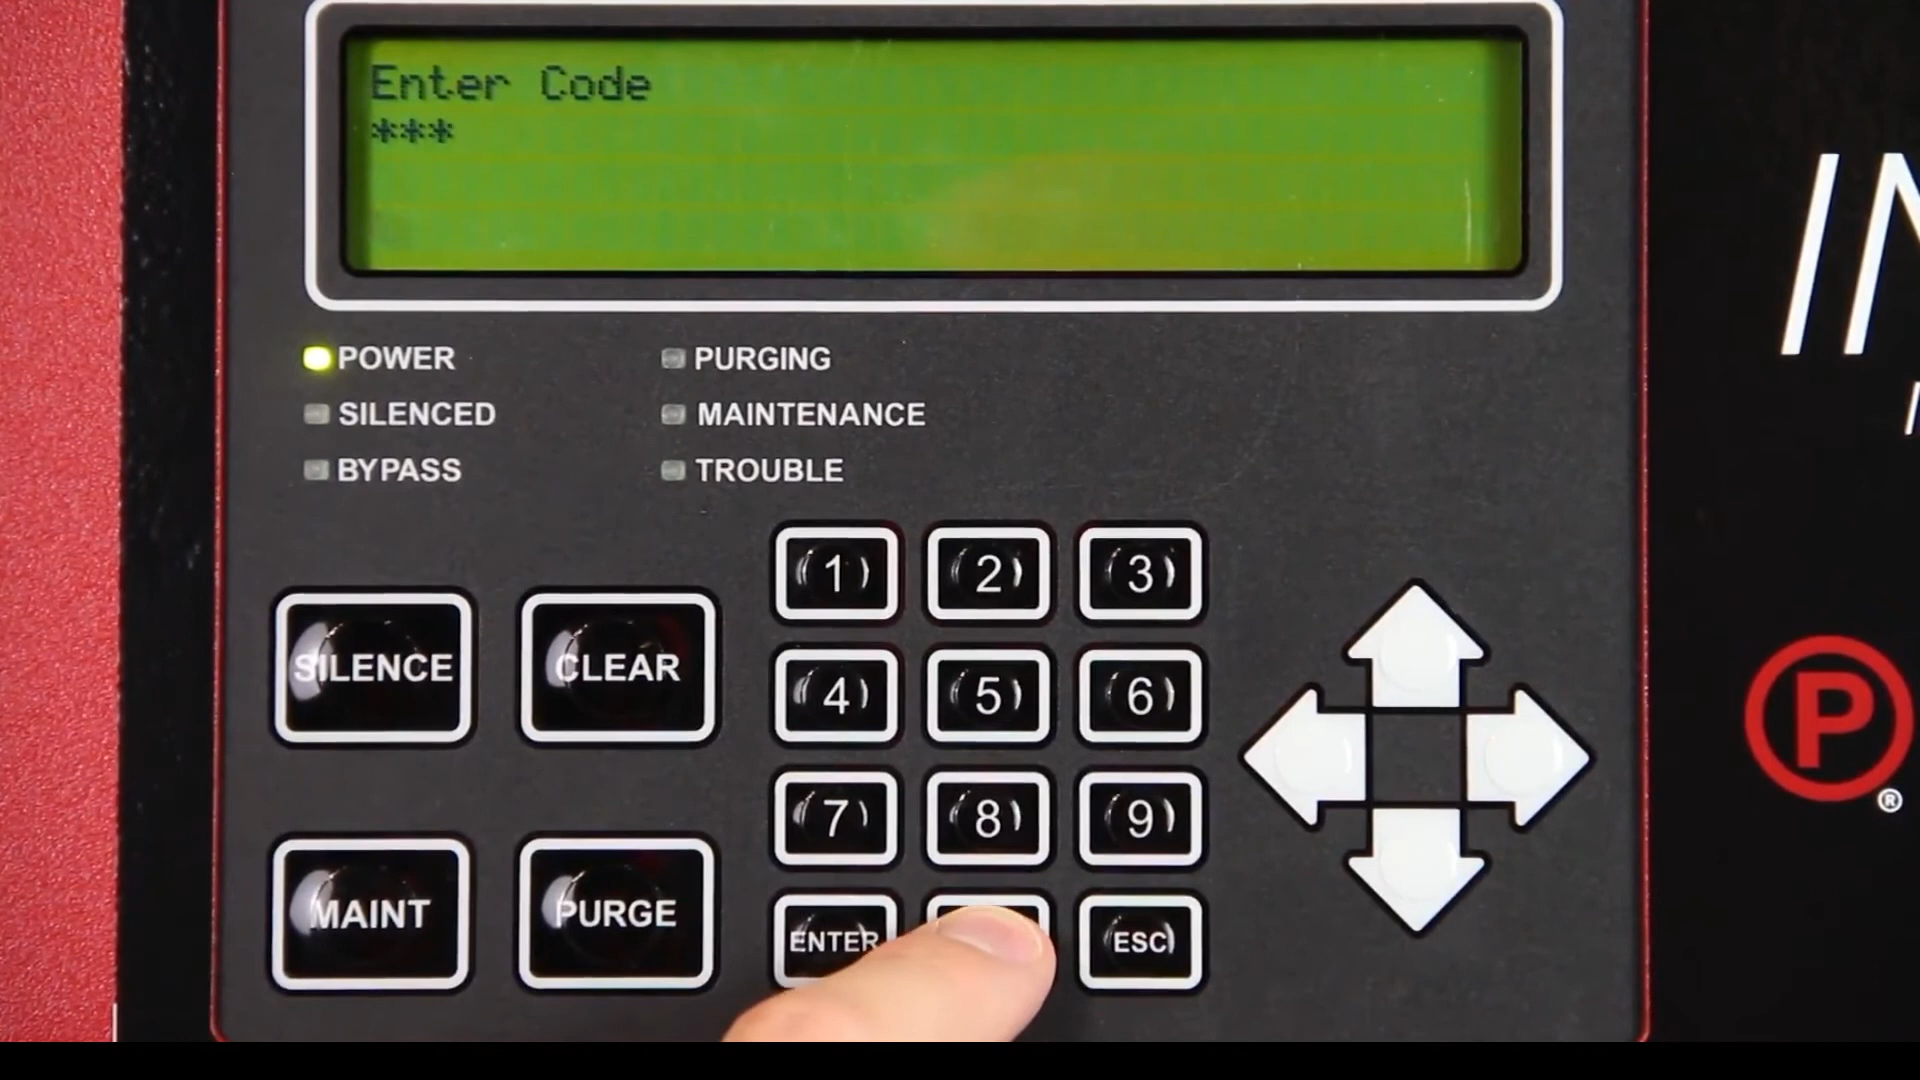 Enter Code
***
POWER
PURGING
SILENCED
MAINTENANCE
BYPASS
TROUBLE
1 2 3
SILENCE CLEAR
4 5 6
7 8 9
MAINT PURGE
ENTER ESC
P
®